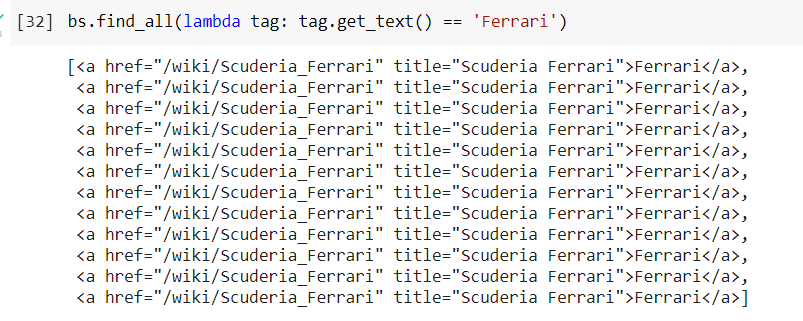 [32] bs.find_all(lambda tag: tag.get_text() == 'Ferrari')
[<a href="/wiki/Scuderia_Ferrari" title="Scuderia Ferrari">Ferrari</a>,
<a href="/wiki/Scuderia_Ferrari" title="Scuderia Ferrari">Ferrari</a>,
<a href="/wiki/Scuderia_Ferrari" title="Scuderia Ferrari">Ferrari</a>,
<a href="/wiki/Scuderia_Ferrari" title="Scuderia Ferrari">Ferrari</a>,
<a href="/wiki/Scuderia_Ferrari" title="Scuderia Ferrari">Ferrari</a>,
<a href="/wiki/Scuderia_Ferrari" title="Scuderia Ferrari">Ferrari</a>,
<a href="/wiki/Scuderia_Ferrari" title="Scuderia Ferrari">Ferrari</a>,
<a href="/wiki/Scuderia_Ferrari" title="Scuderia Ferrari">Ferrari</a>,
<a href="/wiki/Scuderia_Ferrari" title="Scuderia Ferrari">Ferrari</a>,
<a href="/wiki/Scuderia_Ferrari" title="Scuderia Ferrari">Ferrari</a>,
<a href="/wiki/Scuderia_Ferrari" title="Scuderia Ferrari">Ferrari</a>,
<a href="/wiki/Scuderia_Ferrari" title="Scuderia Ferrari">Ferrari</a>]